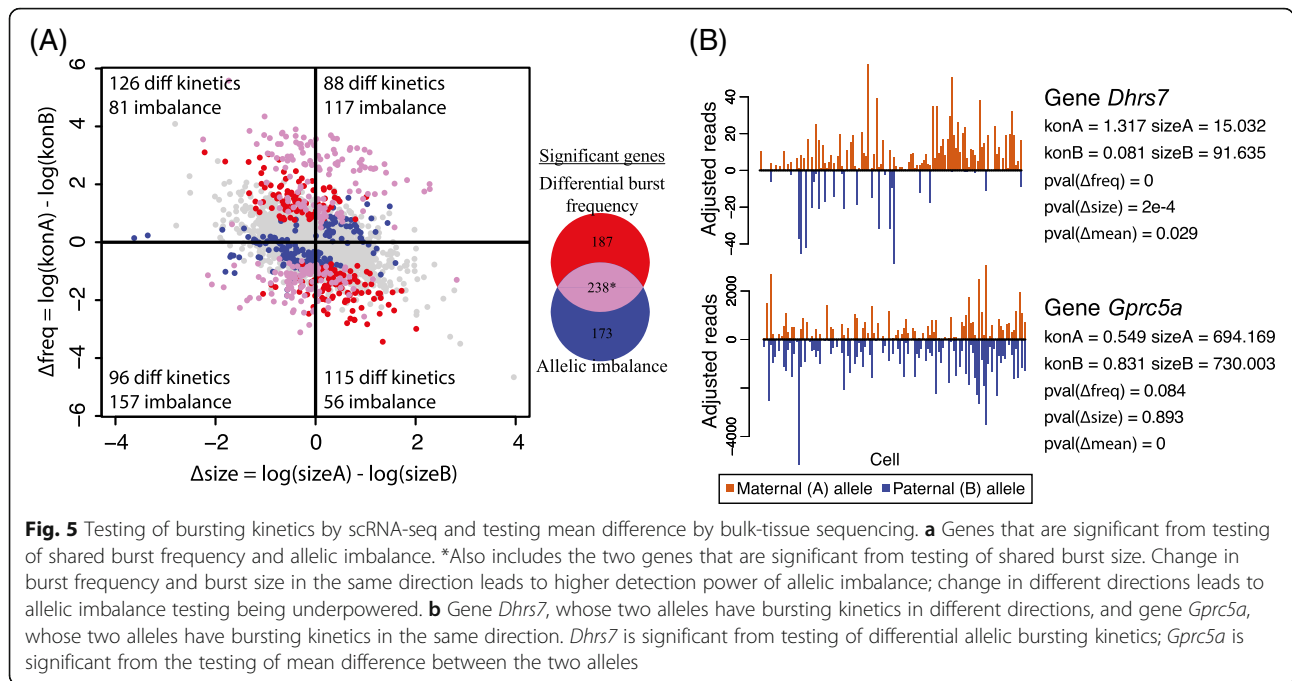 (A)
6
4
2
0
−2
−4
−6
Δfreq = log(konA) - log(konB)
126 diff kinetics
81 imbalance
88 diff kinetics
117 imbalance
96 diff kinetics
157 imbalance
115 diff kinetics
56 imbalance
−4
−2
0
2
4
Δsize = log(sizeA) - log(sizeB)
Significant genes
Differential burst
frequency
187
238*
173
Allelic imbalance
(B)
Adjusted reads
40
20
0
20
40
Gene Dhrs7
konA = 1.317 sizeA = 15.032
konB = 0.081 sizeB = 91.635
pval(Δfreq) = 0
pval(Δsize) = 2e-4
pval(Δmean) = 0.029
Adjusted reads
2000
0
−4000
Gene Gprc5a
konA = 0.549 sizeA = 694.169
konB = 0.831 sizeB = 730.003
pval(Δfreq) = 0.084
pval(Δsize) = 0.893
pval(Δmean) = 0
Cell
Maternal (A) allele Paternal (B) allele
Fig. 5 Testing of bursting kinetics by scRNA-seq and testing mean difference by bulk-tissue sequencing. a Genes that are significant from testing
of shared burst frequency and allelic imbalance. *Also includes the two genes that are significant from testing of shared burst size. Change in
burst frequency and burst size in the same direction leads to higher detection power of allelic imbalance; change in different directions leads to
allelic imbalance testing being underpowered. b Gene Dhrs7, whose two alleles have bursting kinetics in different directions, and gene Gprc5a,
whose two alleles have bursting kinetics in the same direction. Dhrs7 is significant from testing of differential allelic bursting kinetics; Gprc5a is
significant from the testing of mean difference between the two alleles